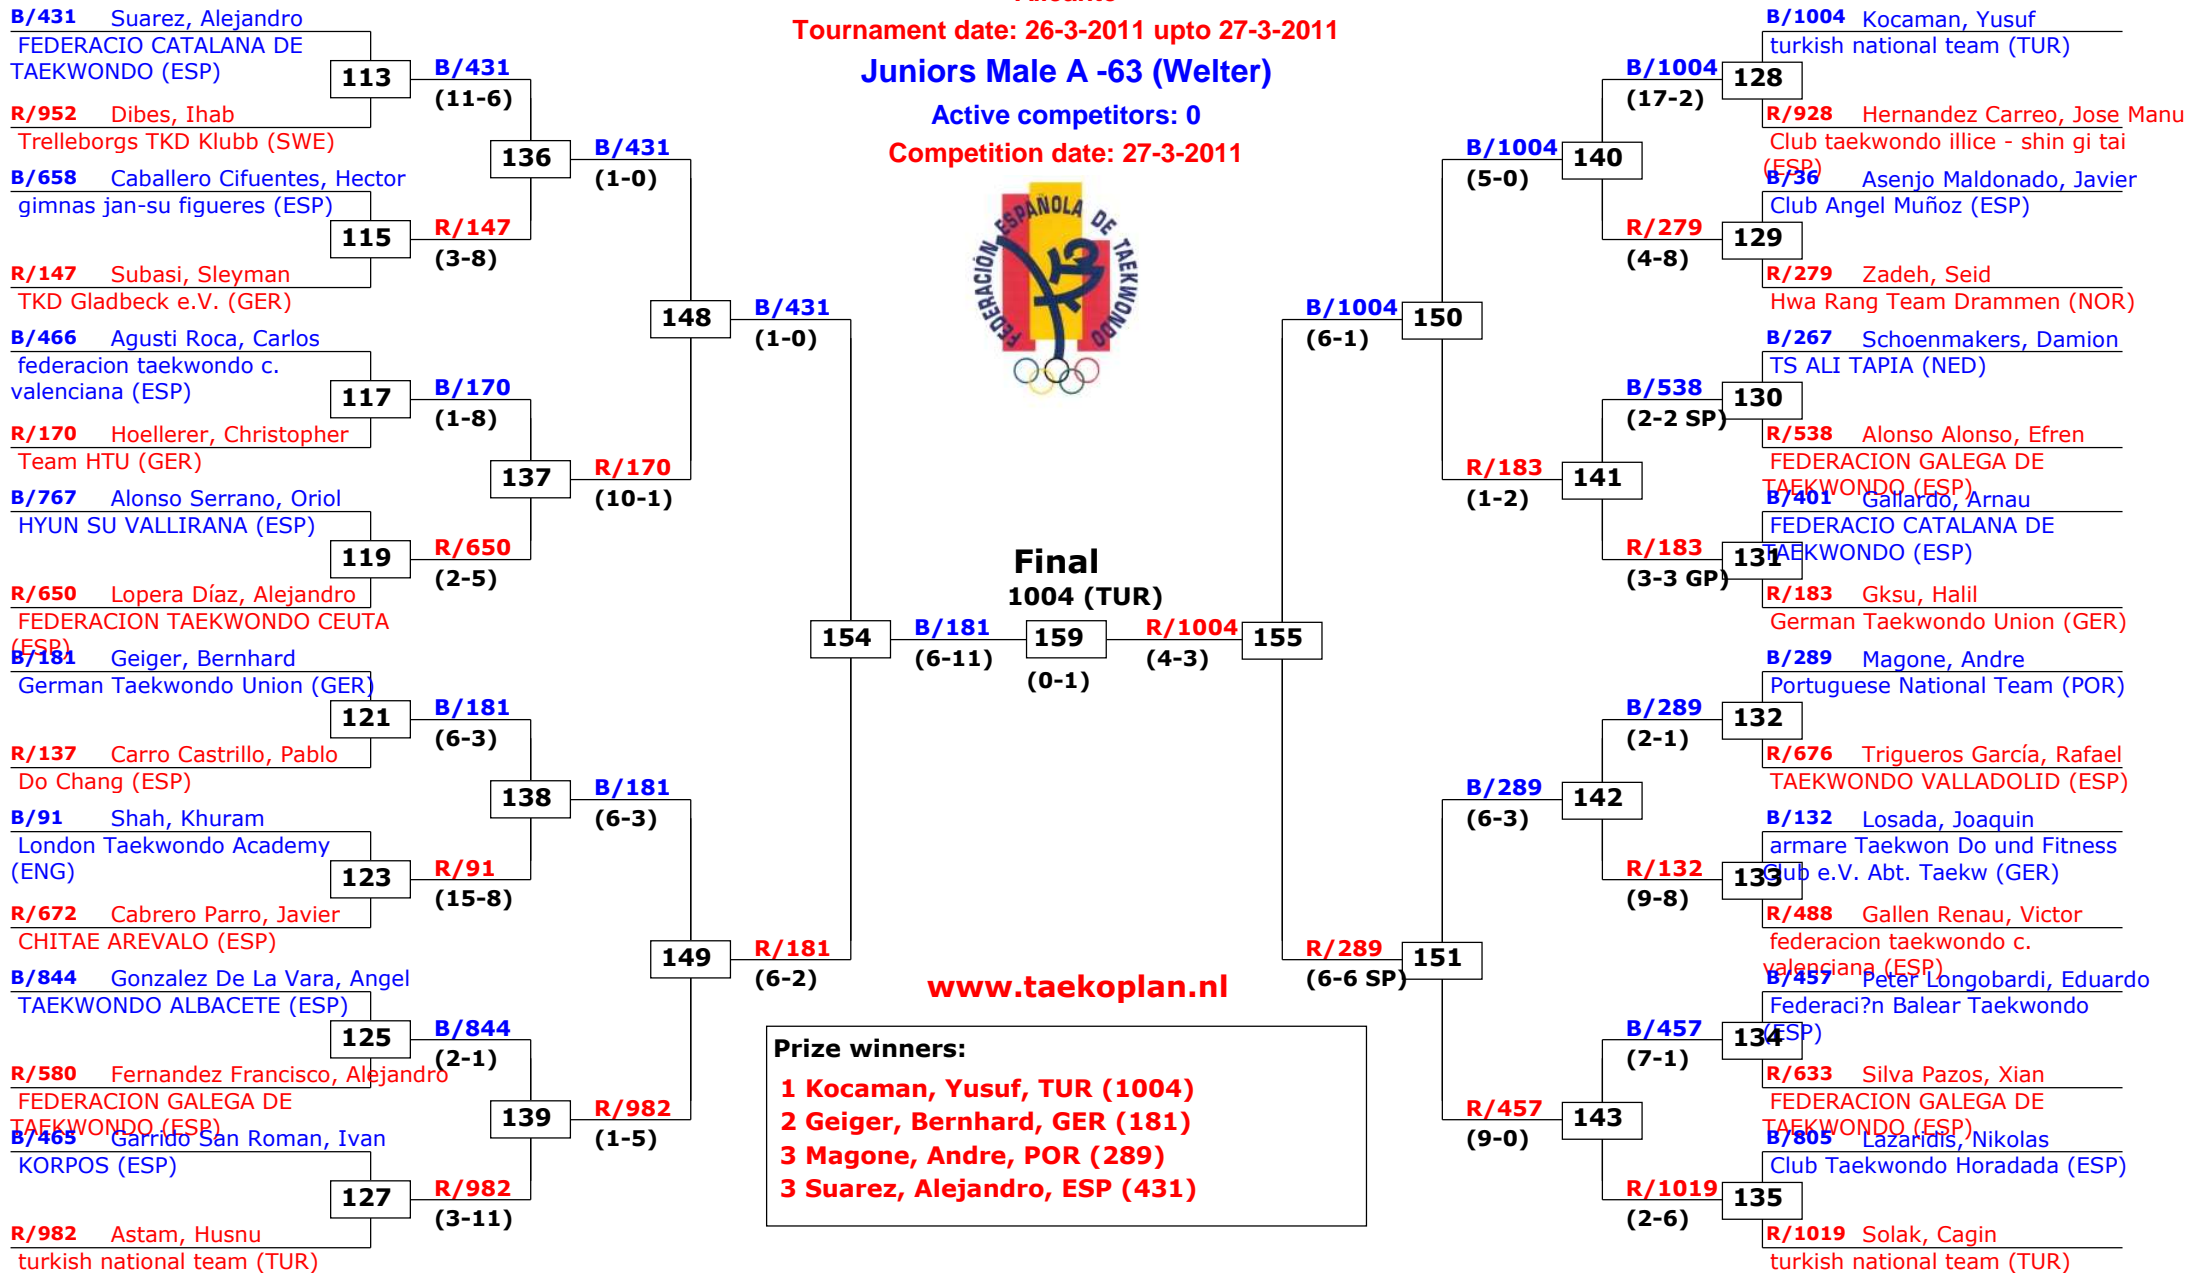 Alicante
Tournament date: 26-3-2011 upto 27-3-2011
Juniors Male A -63 (Welter)
Active competitors: 0
Competition date: 27-3-2011
FEDERACIÓN ESPAÑOLA DE TAEKWONDO
B/431 Suarez, Alejandro
FEDERACIO CATALANA DE
TAEKWONDO (ESP)
113
R/952 Dibes, Ihab
Trelleborgs TKD Klubb (SWE)
B/658 Caballero Cifuentes, Hector
gimnas jan-su figueres (ESP)
115
R/147 Subasi, Sleyman
TKD Gladbeck e.V. (GER)
B/466 Agusti Roca, Carlos
federacion taekwondo c.
valenciana (ESP)
117
R/170 Hoellerer, Christopher
Team HTU (GER)
B/767 Alonso Serrano, Oriol
HYUN SU VALLIRANA (ESP)
119
R/650 Lopera Díaz, Alejandro
FEDERACION TAEKWONDO CEUTA
(ESP)
B/181 Geiger, Bernhard
German Taekwondo Union (GER)
121
R/137 Carro Castrillo, Pablo
Do Chang (ESP)
B/91 Shah, Khuram
London Taekwondo Academy
(ENG)
123
R/672 Cabrero Parro, Javier
CHITAE AREVALO (ESP)
B/844 Gonzalez De La Vara, Angel
TAEKWONDO ALBACETE (ESP)
125
R/580 Fernandez Francisco, Alejandro
FEDERACION GALEGA DE
TAEKWONDO (ESP)
B/465 Garrido San Roman, Ivan
KORPOS (ESP)
127
R/982 Astam, Husnu
turkish national team (TUR)
B/431
(11-6)
136
R/147
(3-8)
B/170
(1-8)
137
R/650
(2-5)
B/181
(6-3)
138
R/91
(15-8)
B/844
(2-1)
139
R/982
(3-11)
B/431
(1-0)
148
R/170
(10-1)
B/181
(6-3)
149
R/982
(1-5)
B/431
(1-0)
154
R/181
(6-2)
B/181
(6-11)
Final
1004 (TUR)
159
(0-1)
R/1004
(4-3)
155
B/1004
(6-1)
150
R/289
(6-6 SP)
151
B/1004
(5-0)
140
R/183
(1-2)
141
B/289
(6-3)
142
R/457
(9-0)
143
B/1004
(17-2)
R/279
(4-8)
B/538
(2-2 SP)
R/183
(3-3 GP)
B/289
(2-1)
R/132
(9-8)
B/457
(7-1)
R/1019
(2-6)
B/1004 Kocaman, Yusuf
turkish national team (TUR)
128
R/928 Hernandez Carreo, Jose Manu
Club taekwondo illice - shin gi tai
(ESP)
B/36 Asenjo Maldonado, Javier
Club Angel Muñoz (ESP)
129
R/279 Zadeh, Seid
Hwa Rang Team Drammen (NOR)
B/267 Schoenmakers, Damion
TS ALI TAPIA (NED)
130
R/538 Alonso Alonso, Efren
FEDERACION GALEGA DE
TAEKWONDO (ESP)
B/401 Gallardo, Arnau
FEDERACIO CATALANA DE
TAEKWONDO (ESP)
131
R/183 Gksu, Halil
German Taekwondo Union (GER)
B/289 Magone, Andre
Portuguese National Team (POR)
132
R/676 Trigueros García, Rafael
TAEKWONDO VALLADOLID (ESP)
B/132 Losada, Joaquin
armare Taekwon Do und Fitness
Club e.V. Abt. Taekw (GER)
133
R/488 Gallen Renau, Victor
federacion taekwondo c.
valenciana (ESP)
B/457 Peter Longobardi, Eduardo
Federaci?n Balear Taekwondo
(ESP)
134
R/633 Silva Pazos, Xian
FEDERACION GALEGA DE
TAEKWONDO (ESP)
B/805 Lazaridis, Nikolas
Club Taekwondo Horadada (ESP)
135
R/1019 Solak, Cagin
turkish national team (TUR)
www.taekoplan.nl
Prize winners:
1 Kocaman, Yusuf, TUR (1004)
2 Geiger, Bernhard, GER (181)
3 Magone, Andre, POR (289)
3 Suarez, Alejandro, ESP (431)